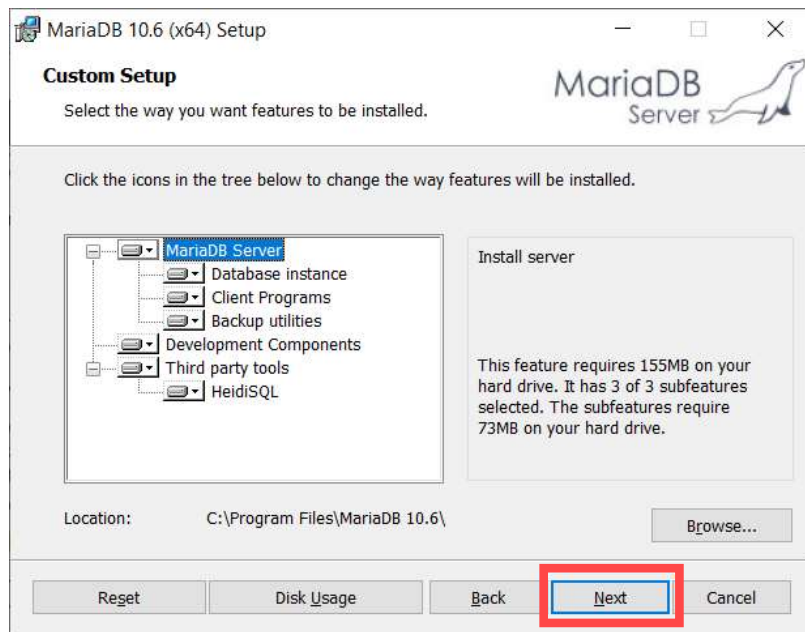 MariaDB 10.6 (x64) Setup
Custom Setup
Select the way you want features to be installed.
MariaDB
Server
Click the icons in the tree below to change the way features will be installed.
MariaDB Server
Database instance
Client Programs
Backup utilities
Development Components
Third party tools
HeidiSQL
Install server
This feature requires 155MB on your
hard drive. It has 3 of 3 subfeatures
selected. The subfeatures require
73MB on your hard drive.
Location: C:\Program Files\MariaDB 10.6\
Browse...
Reset Disk Usage Back Next Cancel